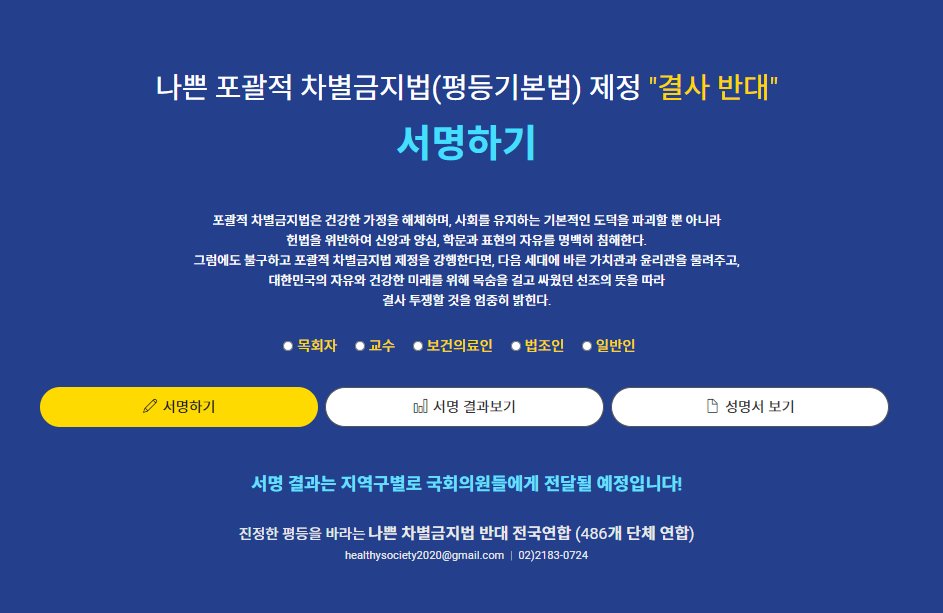 나쁜 포괄적 차별금지법(평등기본법) 제정 "결사 반대"
서명하기
포괄적 차별금지법은 건강한 가정을 해체하며, 사회를 유지하는 기본적인 도덕을 파괴할 뿐 아니라
헌법을 위반하여 신앙과 양심, 학문과 표현의 자유를 명백히 침해한다.
그럼에도 불구하고 포괄적 차별금지법 제정을 강행한다면, 다음 세대에 바른 가치관과 윤리관을 물려주고,
대한민국의 자유와 건강한 미래를 위해 목숨을 걸고 싸웠던 선조의 뜻을 따라
결사 투쟁할 것을 엄중히 밝힌다.
목회자 교수 보건의료인 법조인 일반인
서명하기 서명 결과보기 성명서 보기
서명 결과는 지역구별로 국회의원들에게 전달될 예정입니다!
진정한 평등을 바라는 나쁜 차별금지법 반대 전국연합 (486개 단체 연합)
healthysociety2020@gmail.com | 02)2183-0724